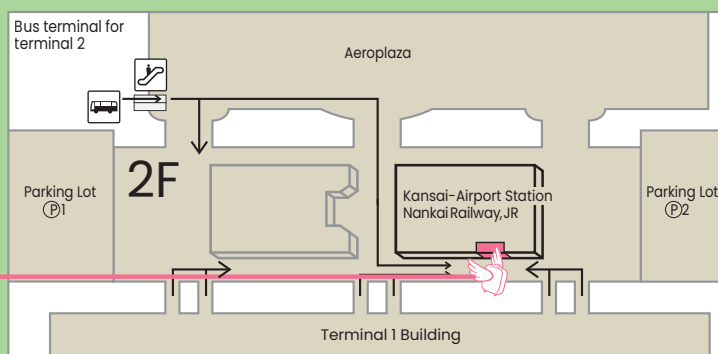 Bus terminal for
terminal 2
Aeroplaza
2F
Parking Lot
Ⓟ1
Kansai-Airport Station
Nankai Railway, JR
Parking Lot
Ⓟ2
Terminal 1 Building